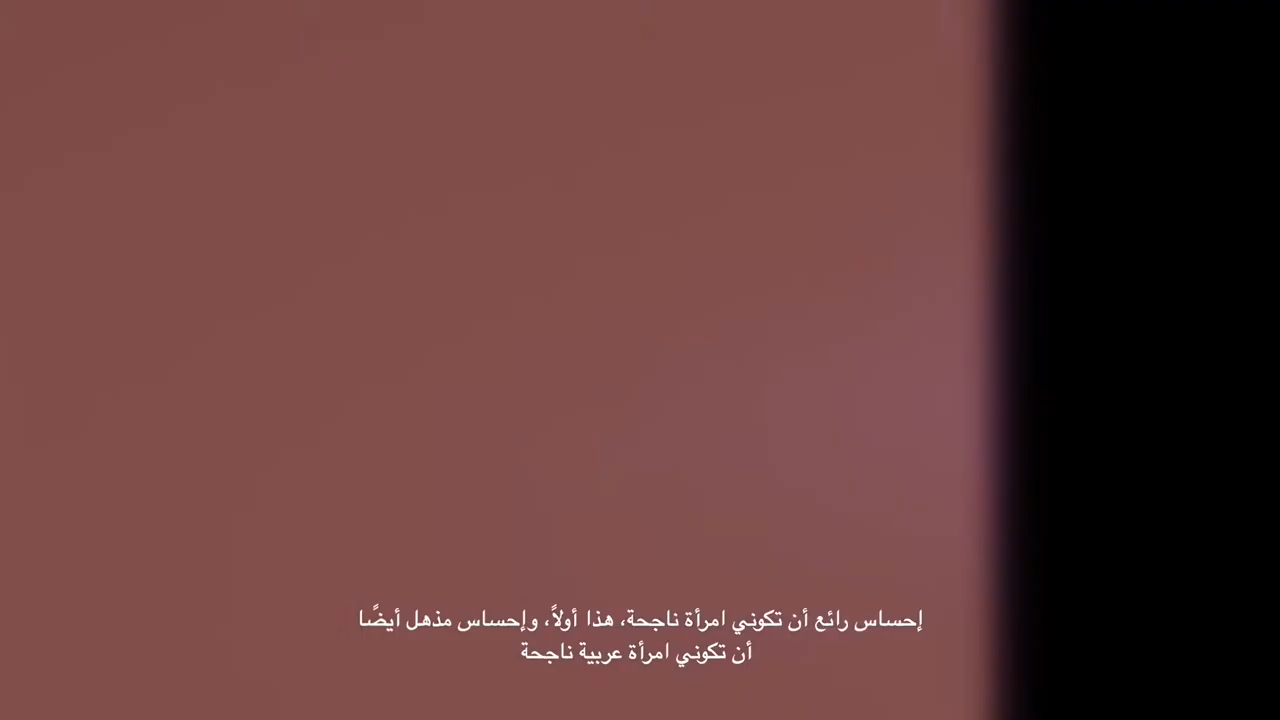 إحساس رائع أن تكوني امرأة ناجحة، هذا أولاً، وإحساس مذهل أيضًا
أن تكوني امرأة عربية ناجحة